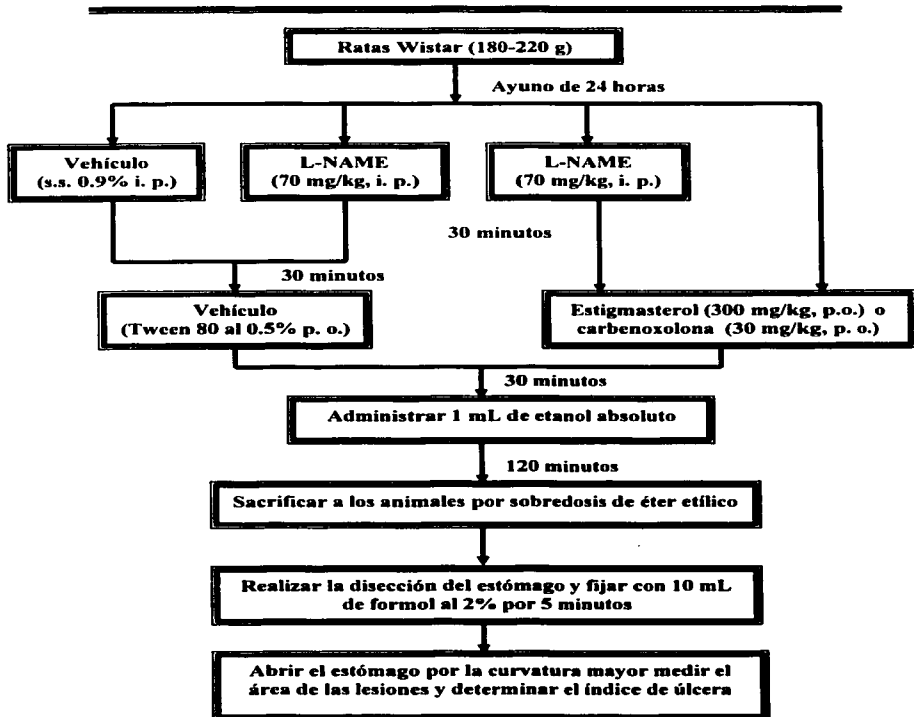 Ratas Wistar (180-220 g)
Ayuno de 24 horas
Vehículo
(s.s. 0.9% i. p.)
L-NAME
(70 mg/kg, i. p.)
L-NAME
(70 mg/kg, i. p.)
30 minutos
30 minutos
Vehículo
(Tween 80 al 0.5% p. o.)
Estigmasterol (300 mg/kg, p.o.) o
carbenoxolona (30 mg/kg, p. o.)
30 minutos
Administrar 1 mL de etanol absoluto
120 minutos
Sacrificar a los animales por sobredosis de éter etílico
Realizar la disección del estómago y fijar con 10 mL
de formol al 2% por 5 minutos
Abrir el estómago por la curvatura mayor medir el
área de las lesiones y determinar el índice de úlcera